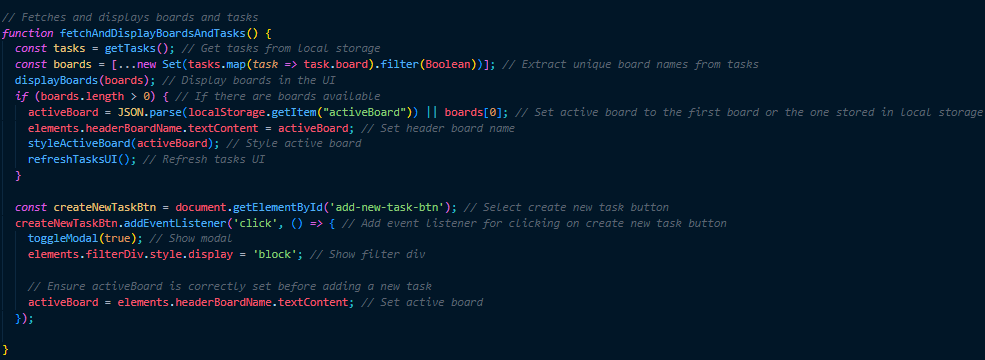 // Fetches and displays boards and tasks
function fetchAndDisplayBoardsAndTasks() {
  const tasks = getTasks(); // Get tasks from local storage
  const boards = [...new Set(tasks.map(task => task.board).filter(Boolean))]; // Extract unique board names from tasks
  displayBoards(boards); // Display boards in the UI
  if (boards.length > 0) { // If there are boards available
    activeBoard = JSON.parse(localStorage.getItem("activeBoard")) || boards[0]; // Set active board to the first board or the one stored in local storage
    elements.headerBoardName.textContent = activeBoard; // Set header board name
    styleActiveBoard(activeBoard); // Style active board
    refreshTasksUI(); // Refresh tasks UI
  }

  const createNewTaskBtn = document.getElementById('add-new-task-btn'); // Select create new task button
  createNewTaskBtn.addEventListener('click', () => { // Add event listener for clicking on create new task button
    toggleModal(true); // Show modal
    elements.filterDiv.style.display = 'block'; // Show filter div

    // Ensure activeBoard is correctly set before adding a new task
    activeBoard = elements.headerBoardName.textContent; // Set active board
  });

}